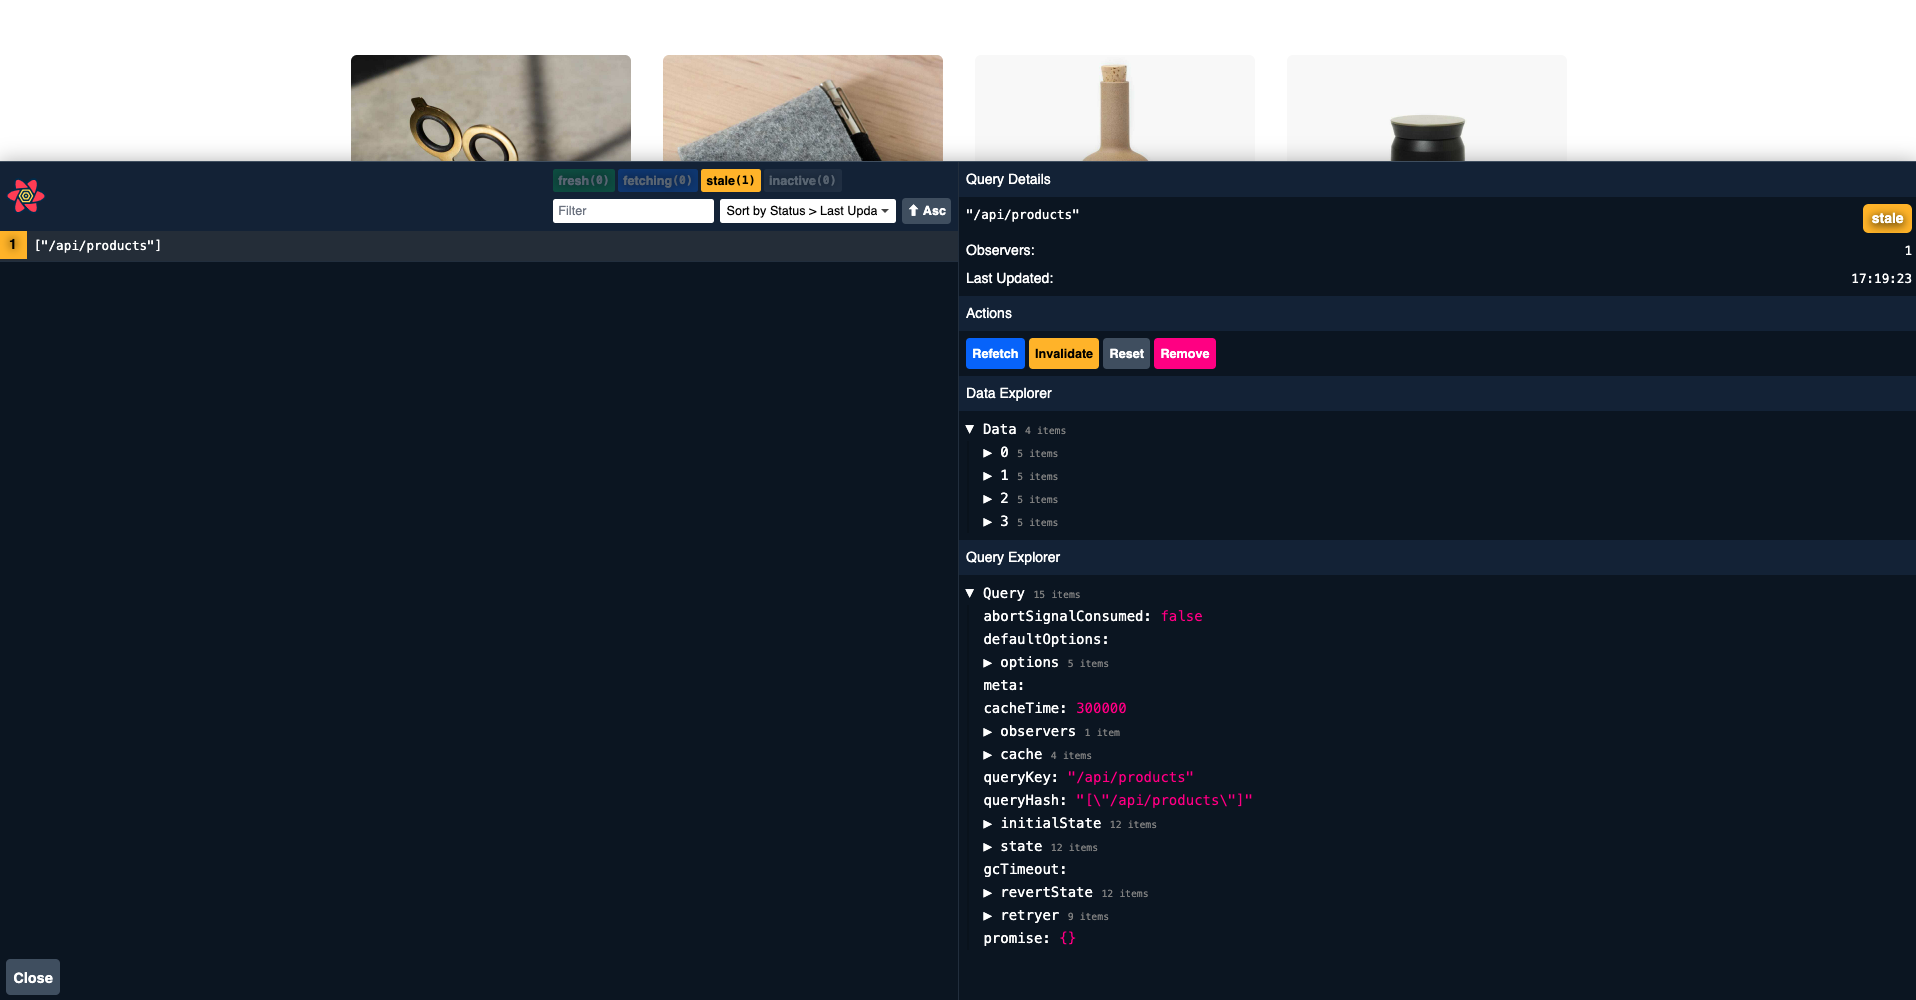 fresh(0) fetching(0) stale(1) inactive(0)
Filter Sort by Status > Last Upda Asc
1 ["/api/products"]
Close
Query Details
"/api/products" stale
Observers: 1
Last Updated: 17:19:23
Actions
Refetch Invalidate Reset Remove
Data Explorer
▼ Data 4 items
▶ 0 5 items
▶ 1 5 items
▶ 2 5 items
▶ 3 5 items
Query Explorer
▼ Query 15 items
abortSignalConsumed: false
defaultOptions:
▶ options 5 items
meta:
cacheTime: 300000
▶ observers 1 item
▶ cache 4 items
queryKey: "/api/products"
queryHash: "[\"/api/products\"]"
▶ initialState 12 items
▶ state 12 items
gcTimeout:
▶ revertState 12 items
▶ retryer 9 items
promise: {}